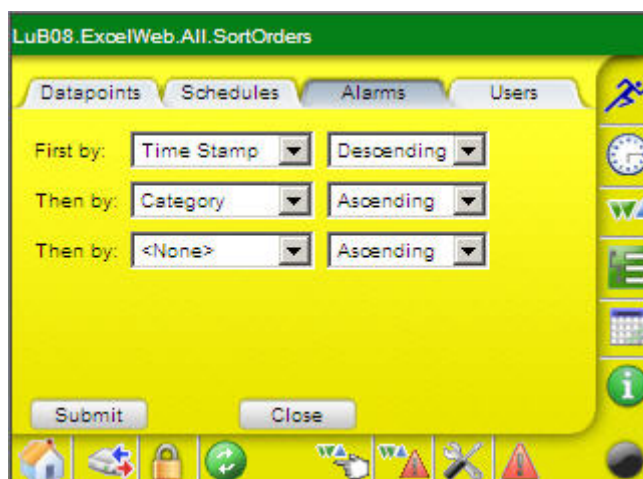 LuB08.ExcelWeb.All.SortOrders
Datapoints Schedules Alarms Users
First by: Time Stamp Descending
Then by: Category Ascending
Then by: <None> Ascending
Submit Close